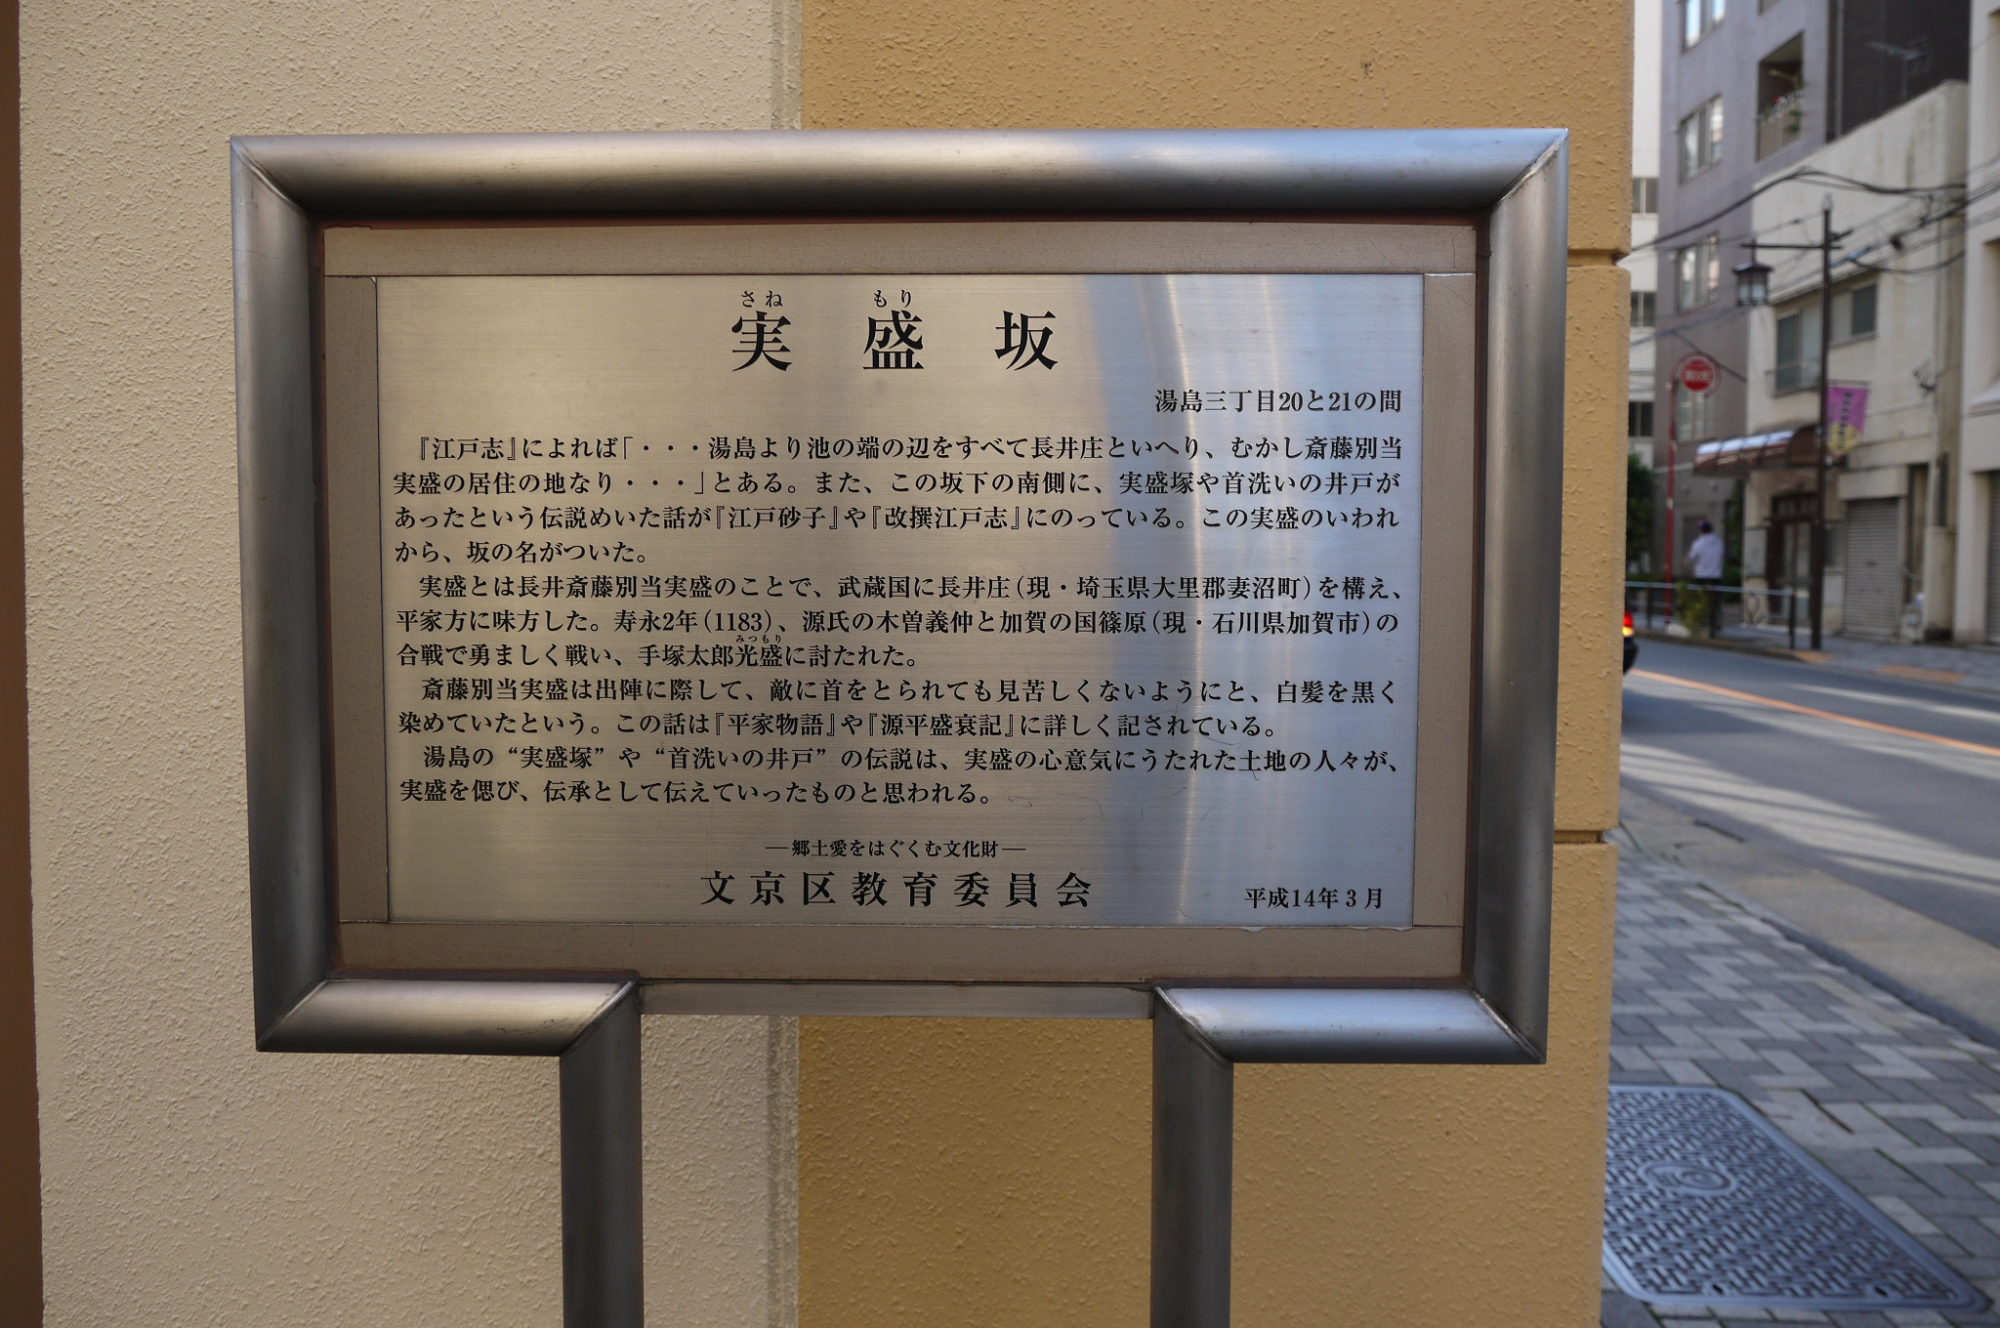 さね もり
実盛坂
湯島三丁目20と21の間
『江戸志』によれば「・・・湯島より池の端の辺をすべて長井庄といへり、むかし斎藤別当
実盛の居住の地なり・・・」とある。また、この坂下の南側に、実盛塚や首洗いの井戸が
あったという伝説めいた話が『江戸砂子』や『改撰江戸志』にのっている。この実盛のいわれ
から、坂の名がついた。
実盛とは長井斎藤別当実盛のことで、武蔵国に長井庄(現・埼玉県大里郡妻沼町)を構え、
平家方に味方した。寿永2年(1183)、源氏の木曽義仲と加賀の国篠原(現・石川県加賀市)の
みつもり
合戦で勇ましく戦い、手塚太郎光盛に討たれた。
斎藤別当実盛は出陣に際して、敵に首をとられても見苦しくないようにと、白髪を黒く
染めていたという。この話は『平家物語』や『源平盛衰記』に詳しく記されている。
湯島の“実盛塚”や“首洗いの井戸”の伝説は、実盛の心意気にうたれた土地の人々が、
実盛を偲び、伝承として伝えていったものと思われる。
―郷土愛をはぐくむ文化財―
文京区教育委員会
平成14年3月